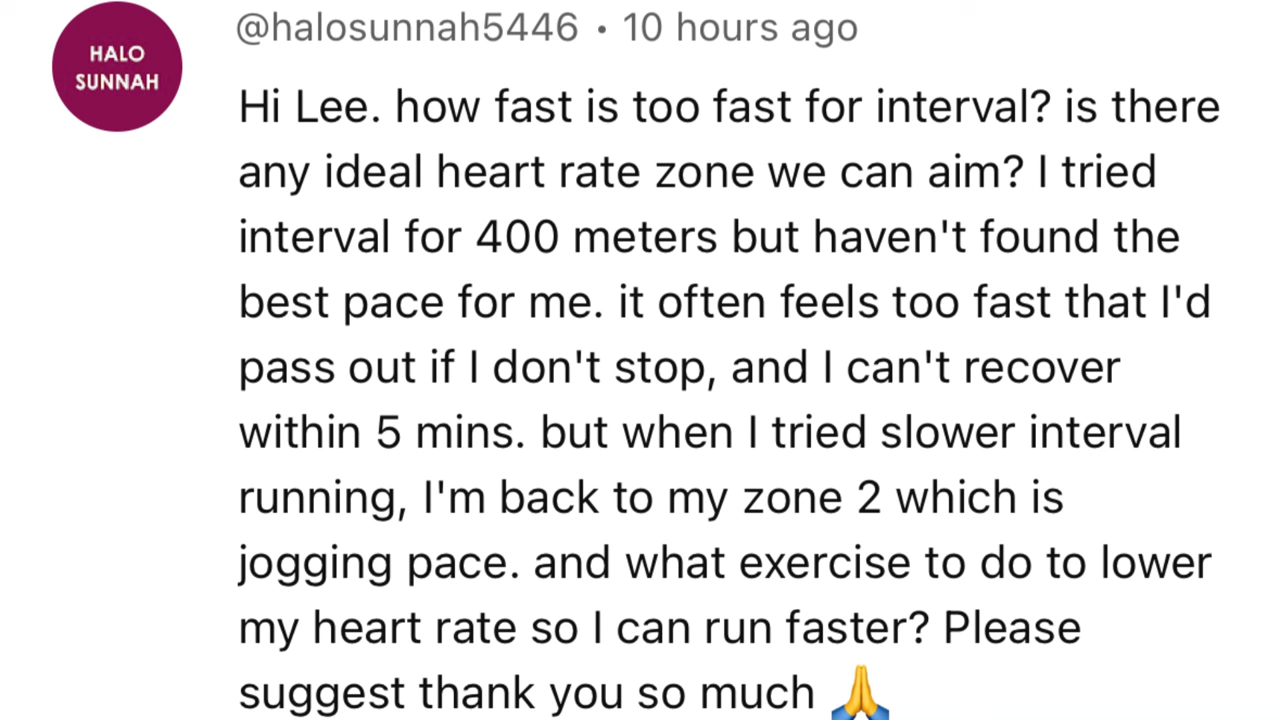 HALO
SUNNAH
@halosunnah5446 • 10 hours ago
Hi Lee. how fast is too fast for interval? is there
any ideal heart rate zone we can aim? I tried
interval for 400 meters but haven't found the
best pace for me. it often feels too fast that I'd
pass out if I don't stop, and I can't recover
within 5 mins. but when I tried slower interval
running, I'm back to my zone 2 which is
jogging pace. and what exercise to do to lower
my heart rate so I can run faster? Please
suggest thank you so much 🙏